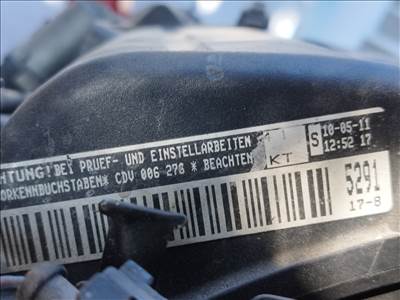 HTUNG! BEI PRUEF- UND EINSTELLARBEITEN
ORKENNBUCHSTABEN* CDV 006 276 * BEACHTEN
KT
S
10-05-11
12:52 17
5291
17-8